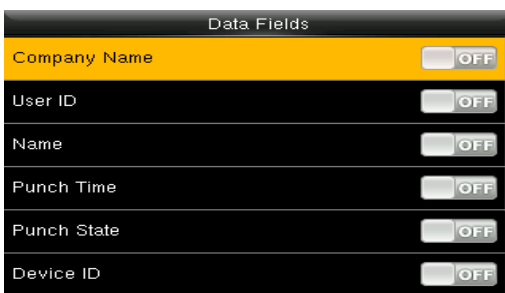 Data Fields
Company Name OFF
User ID OFF
Name OFF
Punch Time OFF
Punch State OFF
Device ID OFF